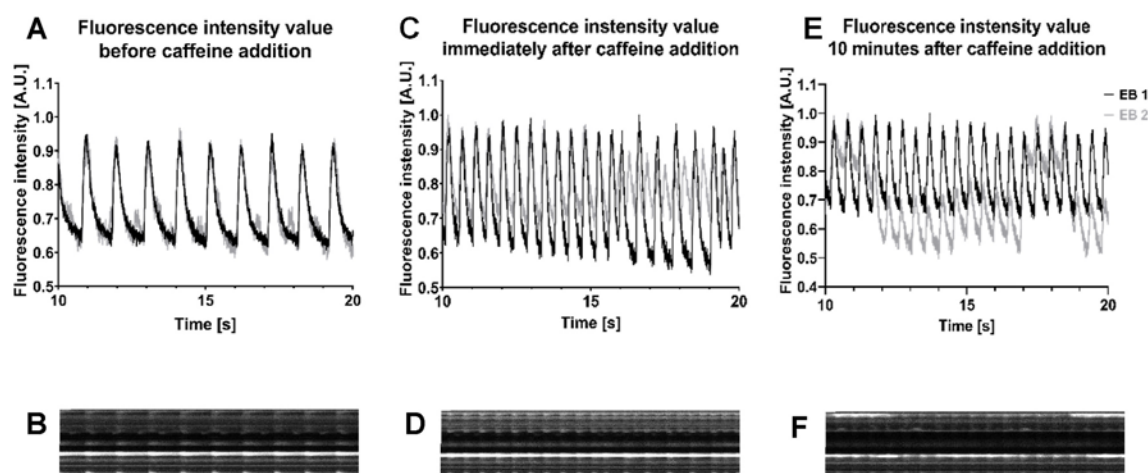 A
Fluorescence intensity value
before caffeine addition
Fluorescence intensity [A.U.]
1.1
1.0
0.9
0.8
0.7
0.6
0.5
10
15
20
Time [s]
C
Fluorescence instensity value
immediately after caffeine addition
Fluorescence instensity [A.U.]
1.1
1.0
0.9
0.8
0.7
0.6
0.5
10
15
20
Time [s]
E
Fluorescence instensity value
10 minutes after caffeine addition
Fluorescence instensity [A.U.]
1.1
1.0
0.9
0.8
0.7
0.6
0.5
0.4
10
15
20
Time [s]
EB 1
EB 2
B
D
F